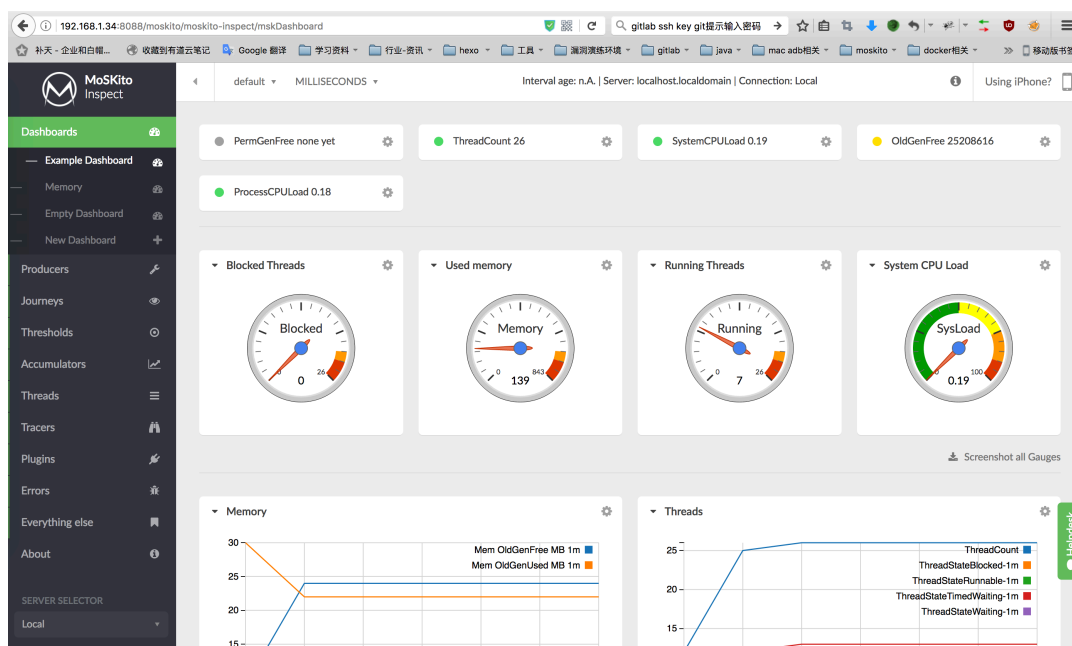 192.168.1.34:8088/moskito/moskito-inspect/mskDashboard
gitlab ssh key git提示输入密码
补天 - 企业和白帽...
收藏到有道云笔记
Google 翻译
学习资料
行业-资讯
hexo
工具
漏洞演练环境
gitlab
java
mac adb相关
moskito
docker相关
移动版书签
MoSKito
Inspect
default
MILLISECONDS
Interval age: n.A. | Server: localhost.localdomain | Connection: Local
Using iPhone?
Dashboards
Example Dashboard
Memory
Empty Dashboard
New Dashboard
Producers
Journeys
Thresholds
Accumulators
Threads
Tracers
Plugins
Errors
Everything else
About
SERVER SELECTOR
Local
PermGenFree none yet
ThreadCount 26
SystemCPULoad 0.19
OldGenFree 25208616
ProcessCPULoad 0.18
Blocked Threads
Blocked
0 26
0
Used memory
Memory
0 843
139
Running Threads
Running
0 26
7
System CPU Load
SysLoad
0 100
0.19
Screenshot all Gauges
Memory
30
25
20
15
Mem OldGenFree MB 1m
Mem OldGenUsed MB 1m
Threads
25
20
15
ThreadCount
ThreadStateBlocked-1m
ThreadStateRunnable-1m
ThreadStateTimedWaiting-1m
ThreadStateWaiting-1m
Helpdesk